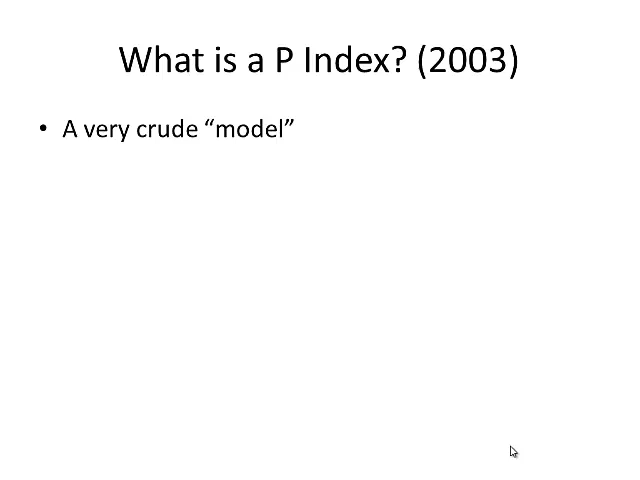 What is a P Index? (2003)
• A very crude “model”